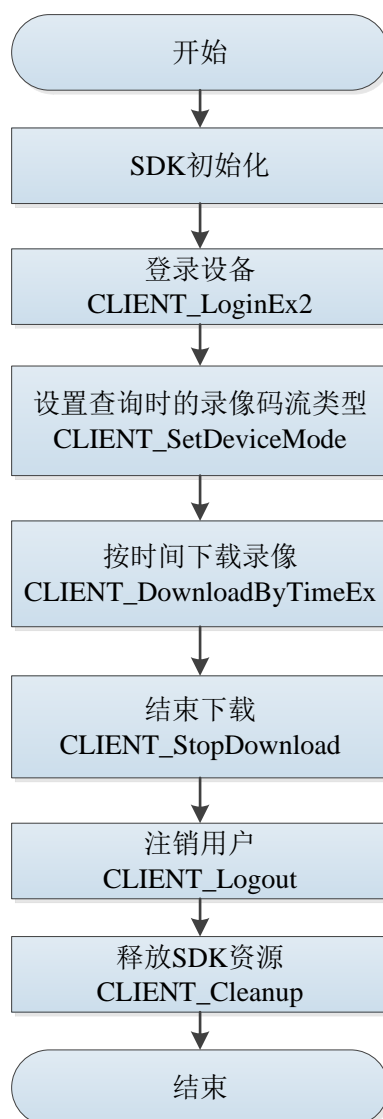 开始
SDK初始化
登录设备
CLIENT_LoginEx2
设置查询时的录像码流类型
CLIENT_SetDeviceMode
按时间下载录像
CLIENT_DownloadByTimeEx
结束下载
CLIENT_StopDownload
注销用户
CLIENT_Logout
释放SDK资源
CLIENT_Cleanup
结束